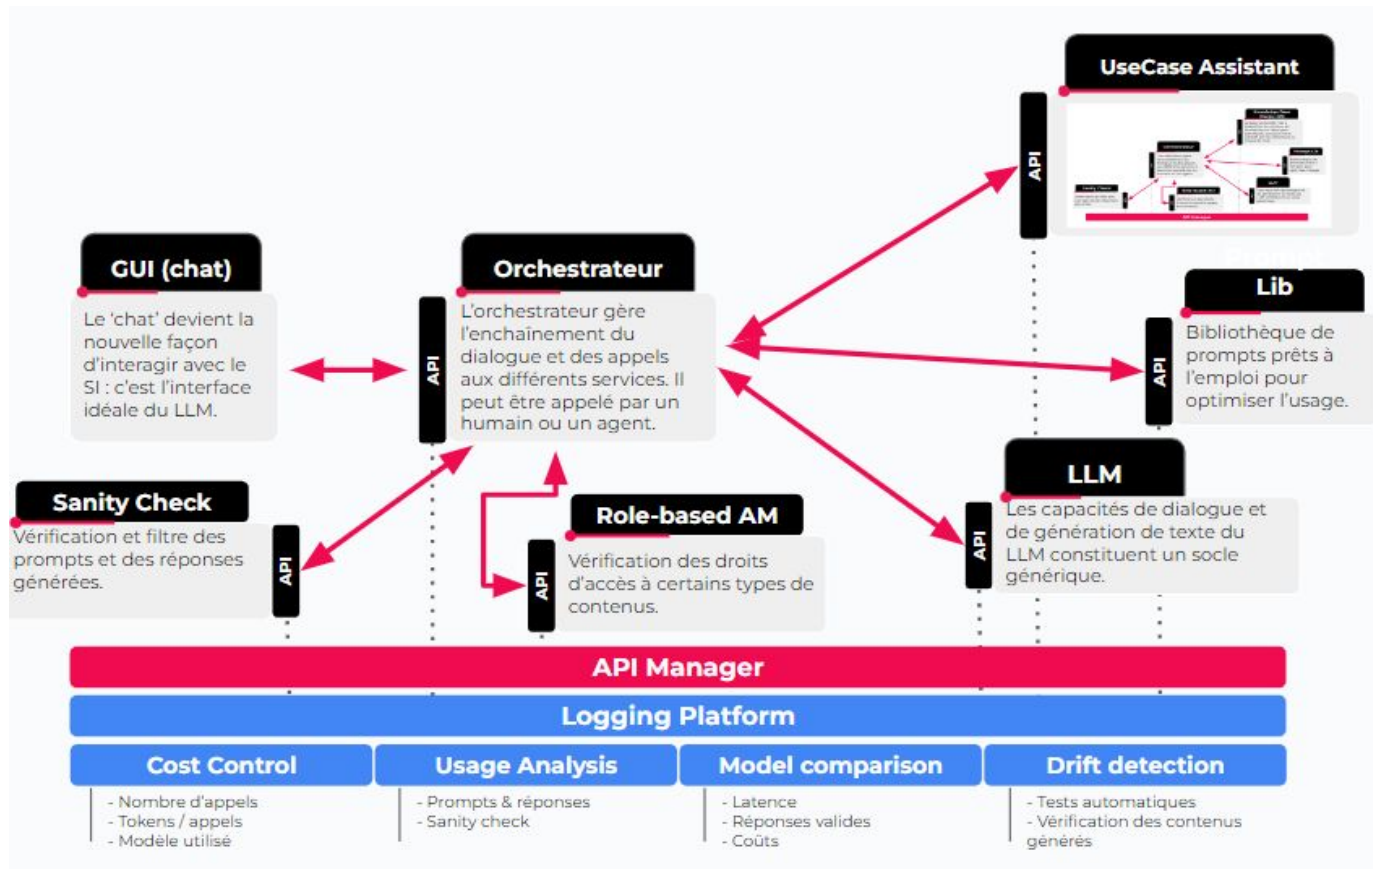 UseCase Assistant
API
API Manager
GUI (chat)
Le ‘chat’ devient la
nouvelle façon
d’interagir avec le
SI : c’est l’interface
idéale du LLM.
Orchestrateur
API
L’orchestrateur gère
l’enchaînement du
dialogue et des appels
aux différents services. Il
peut être appelé par un
humain ou un agent.
Prompt
Lib
API
Bibliothèque de
prompts prêts à
l’emploi pour
optimiser l’usage.
Sanity Check
Vérification et filtre des
prompts et des réponses
générées.
API
Role-based AM
API
Vérification des droits
d’accès à certains types de
contenus.
LLM
API
Les capacités de dialogue et
de génération de texte du
LLM constituent un socle
générique.
API Manager
Logging Platform
Cost Control
- Nombre d’appels
- Tokens / appels
- Modèle utilisé
Usage Analysis
- Prompts & réponses
- Sanity check
Model comparison
- Latence
- Réponses valides
- Coûts
Drift detection
- Tests automatiques
- Vérification des contenus
générés